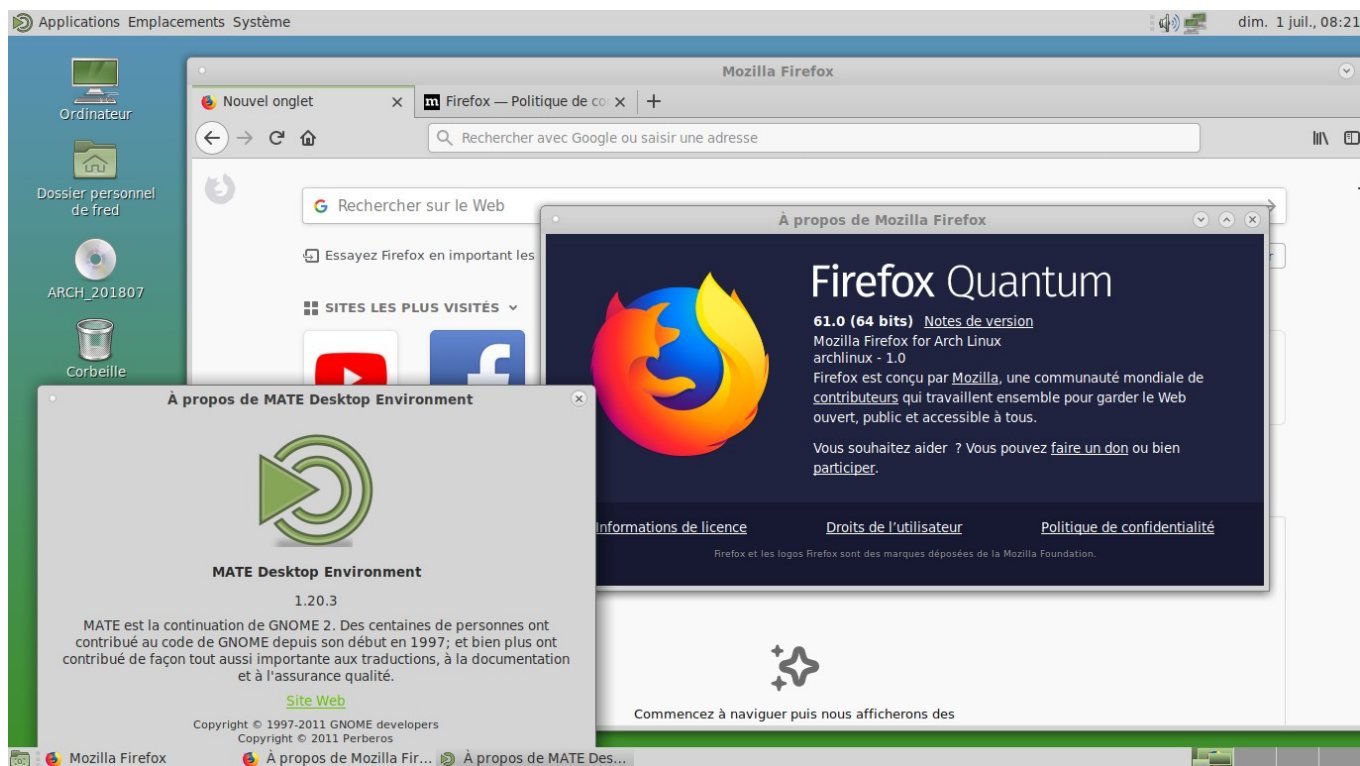 Applications Emplacements Système
dim. 1 juil., 08:21
Ordinateur
Dossier personnel
de fred
ARCH_201807
Corbeille
Mozilla Firefox
Nouvel onglet
Firefox — Politique de co
Rechercher avec Google ou saisir une adresse
Rechercher sur le Web
Essayez Firefox en important les
SITES LES PLUS VISITÉS
À propos de Mozilla Firefox
Firefox Quantum
61.0 (64 bits) Notes de version
Mozilla Firefox for Arch Linux
archlinux - 1.0
Firefox est conçu par Mozilla, une communauté mondiale de
contributeurs qui travaillent ensemble pour garder le Web
ouvert, public et accessible à tous.
Vous souhaitez aider ? Vous pouvez faire un don ou bien
participer.
Informations de licence
Droits de l’utilisateur
Politique de confidentialité
Firefox et les logos Firefox sont des marques déposées de la Mozilla Foundation.
À propos de MATE Desktop Environment
MATE Desktop Environment
1.20.3
MATE est la continuation de GNOME 2. Des centaines de personnes ont
contribué au code de GNOME depuis son début en 1997; et bien plus ont
contribué de façon tout aussi importante aux traductions, à la documentation
et à l'assurance qualité.
Site Web
Copyright © 1997-2011 GNOME developers
Copyright © 2011 Perberos
Commencez à naviguer puis nous afficherons des
Mozilla Firefox
À propos de Mozilla Fir...
À propos de MATE Des...